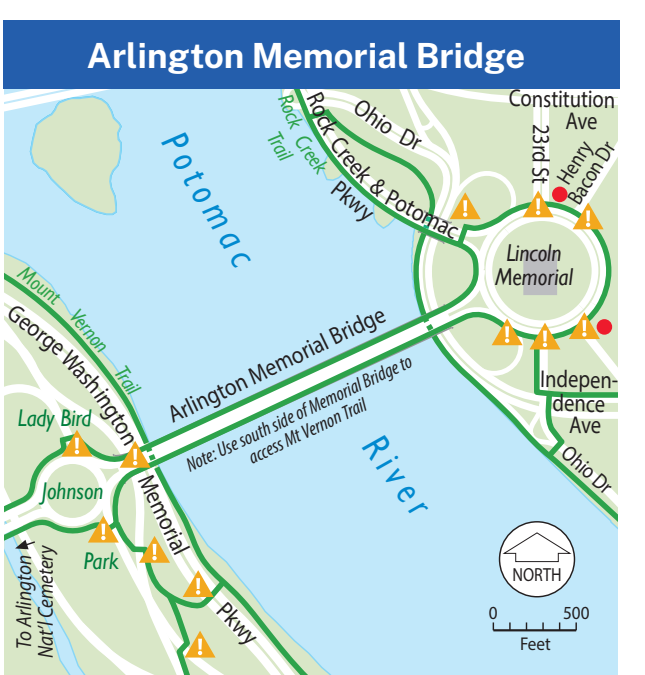 Arlington Memorial Bridge
Constitution
Ave
Ohio Dr
Rock Creek
Trail
Rock Creek & Potomac
Pkwy
23rd St
Henry
Bacon Dr
Potomac
Lincoln
Memorial
Mount Vernon Trail
George Washington
Memorial
Pkwy
Arlington Memorial Bridge
Note: Use south side of Memorial Bridge to
access Mt Vernon Trail
Indepen-
dence
Ave
Ohio Dr
Lady Bird
Johnson
Park
River
To Arlington
Nat'l Cemetery
NORTH
0 500
Feet